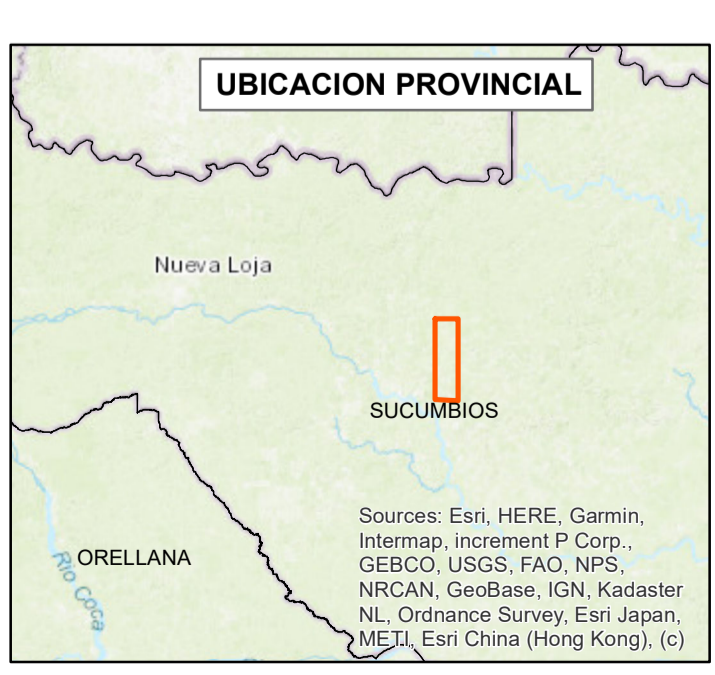 UBICACION PROVINCIAL
Nueva Loja
SUCUMBIOS
ORELLANA
Rio Coca
Sources: Esri, HERE, Garmin,
Intermap, increment P Corp.,
GEBCO, USGS, FAO, NPS,
NRCAN, GeoBase, IGN, Kadaster
NL, Ordnance Survey, Esri Japan,
METI, Esri China (Hong Kong), (c)